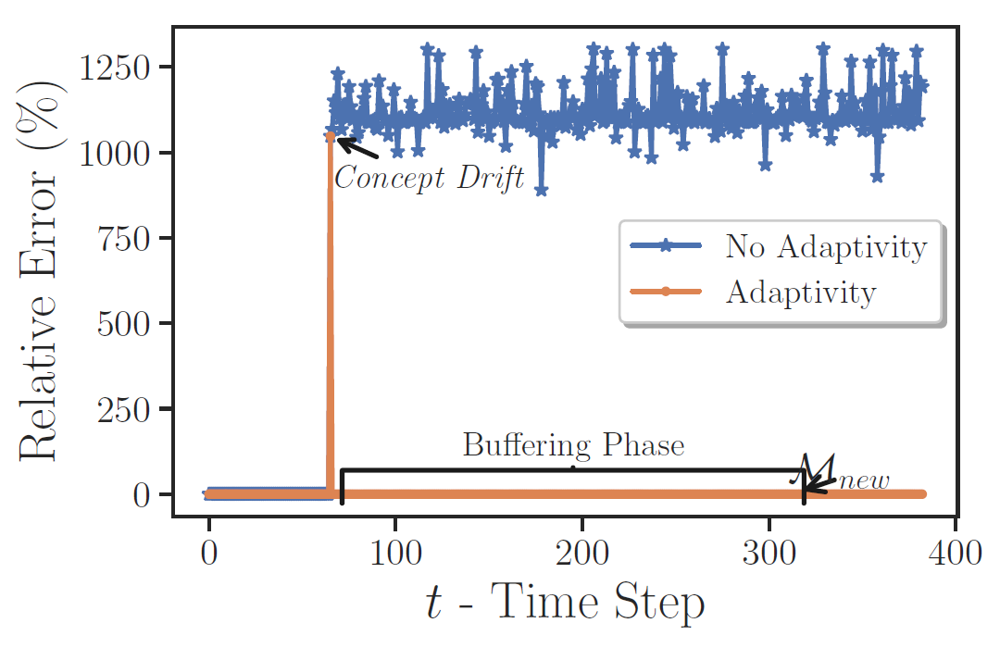 1250
1000
750
500
250
0
Relative Error (%)
Concept Drift
No Adaptivity
Adaptivity
Buffering Phase
ℳnew
0 100 200 300 400
t - Time Step